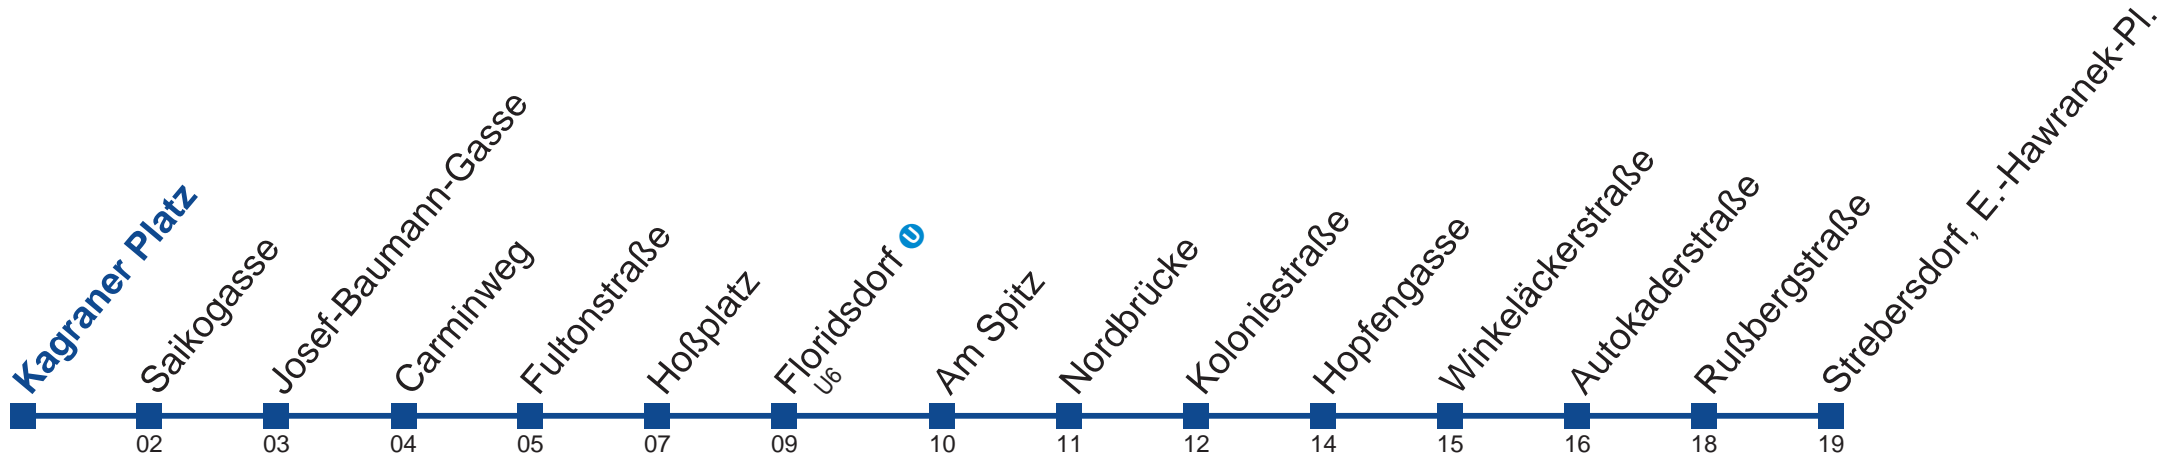 Kagraner Platz
Saikogasse
Josef-Baumann-Gasse
Carminweg
Fultonstraße
Hoßplatz
Floridsdorf U
U6
Am Spitz
Nordbrücke
Koloniestraße
Hopfengasse
Winkeläckerstraße
Autokaderstraße
Rußbergstraße
Strebersdorf, E.-Hawranek-Pl.
02 03 04 05 07 09 10 11 12 14 15 16 18 19